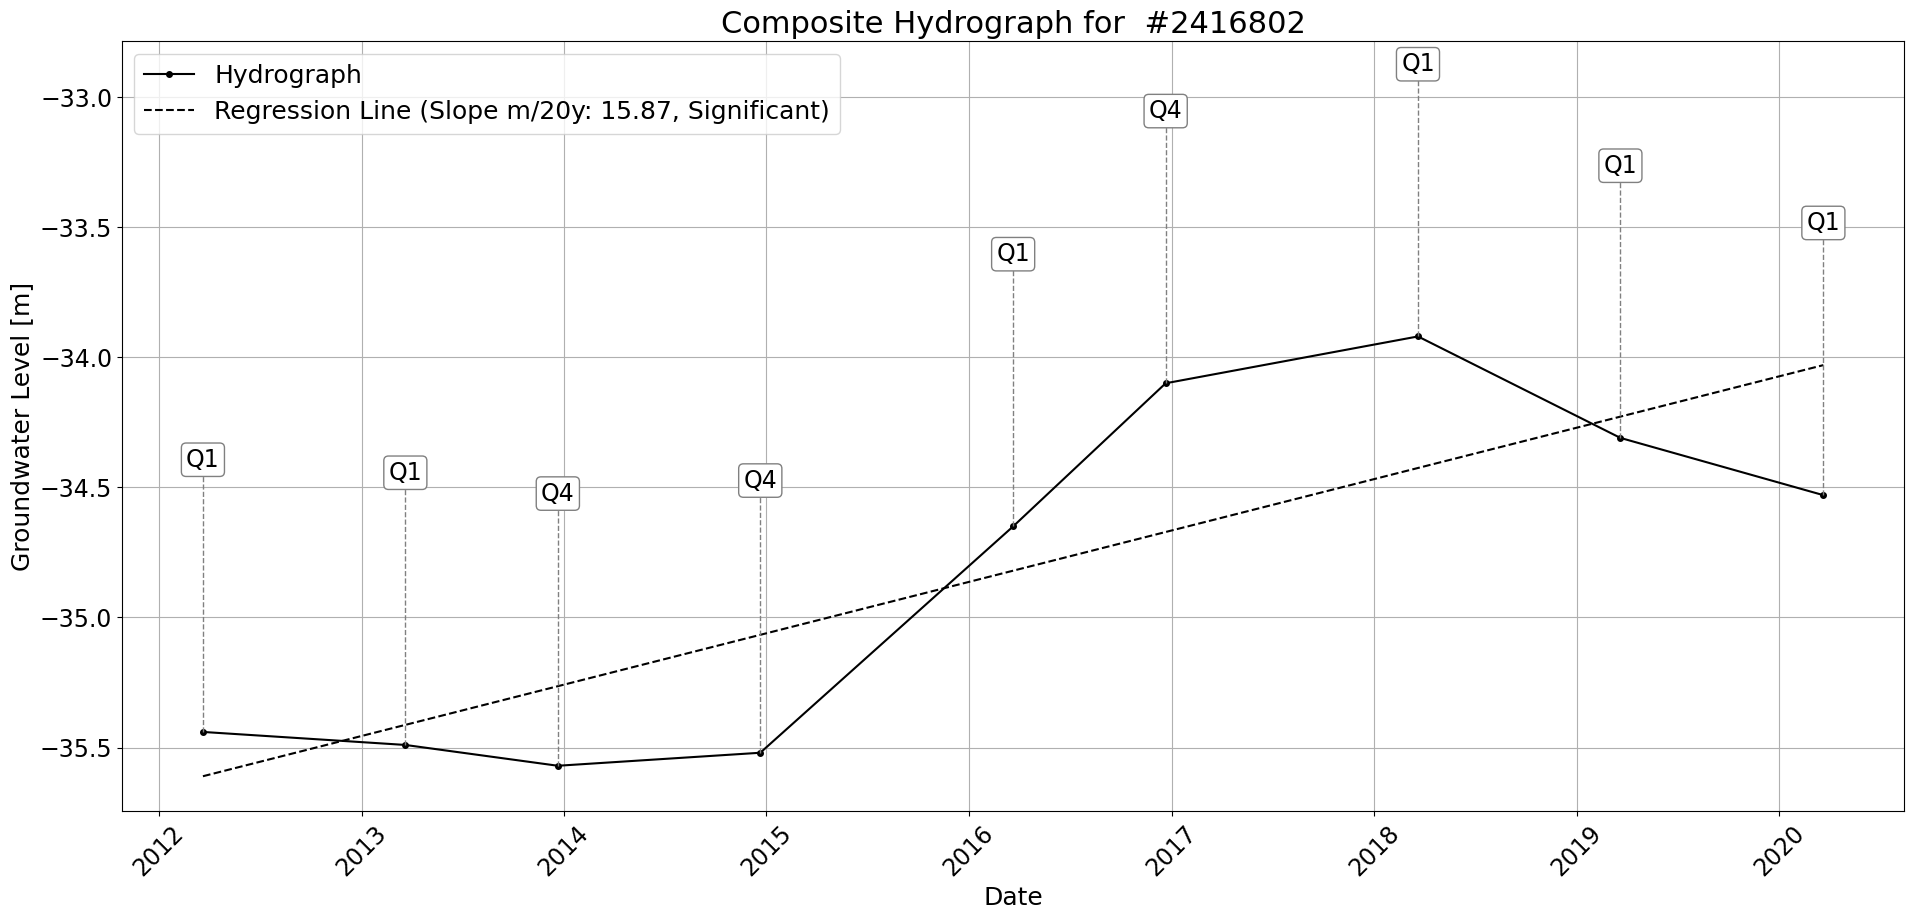 Composite Hydrograph for  #2416802
Hydrograph
Regression Line (Slope m/20y: 15.87, Significant)
Groundwater Level [m]
−33.0
−33.5
−34.0
−34.5
−35.0
−35.5
Q1
Q1
Q4
Q4
Q1
Q4
Q1
Q1
Q1
2012
2013
2014
2015
2016
2017
2018
2019
2020
Date